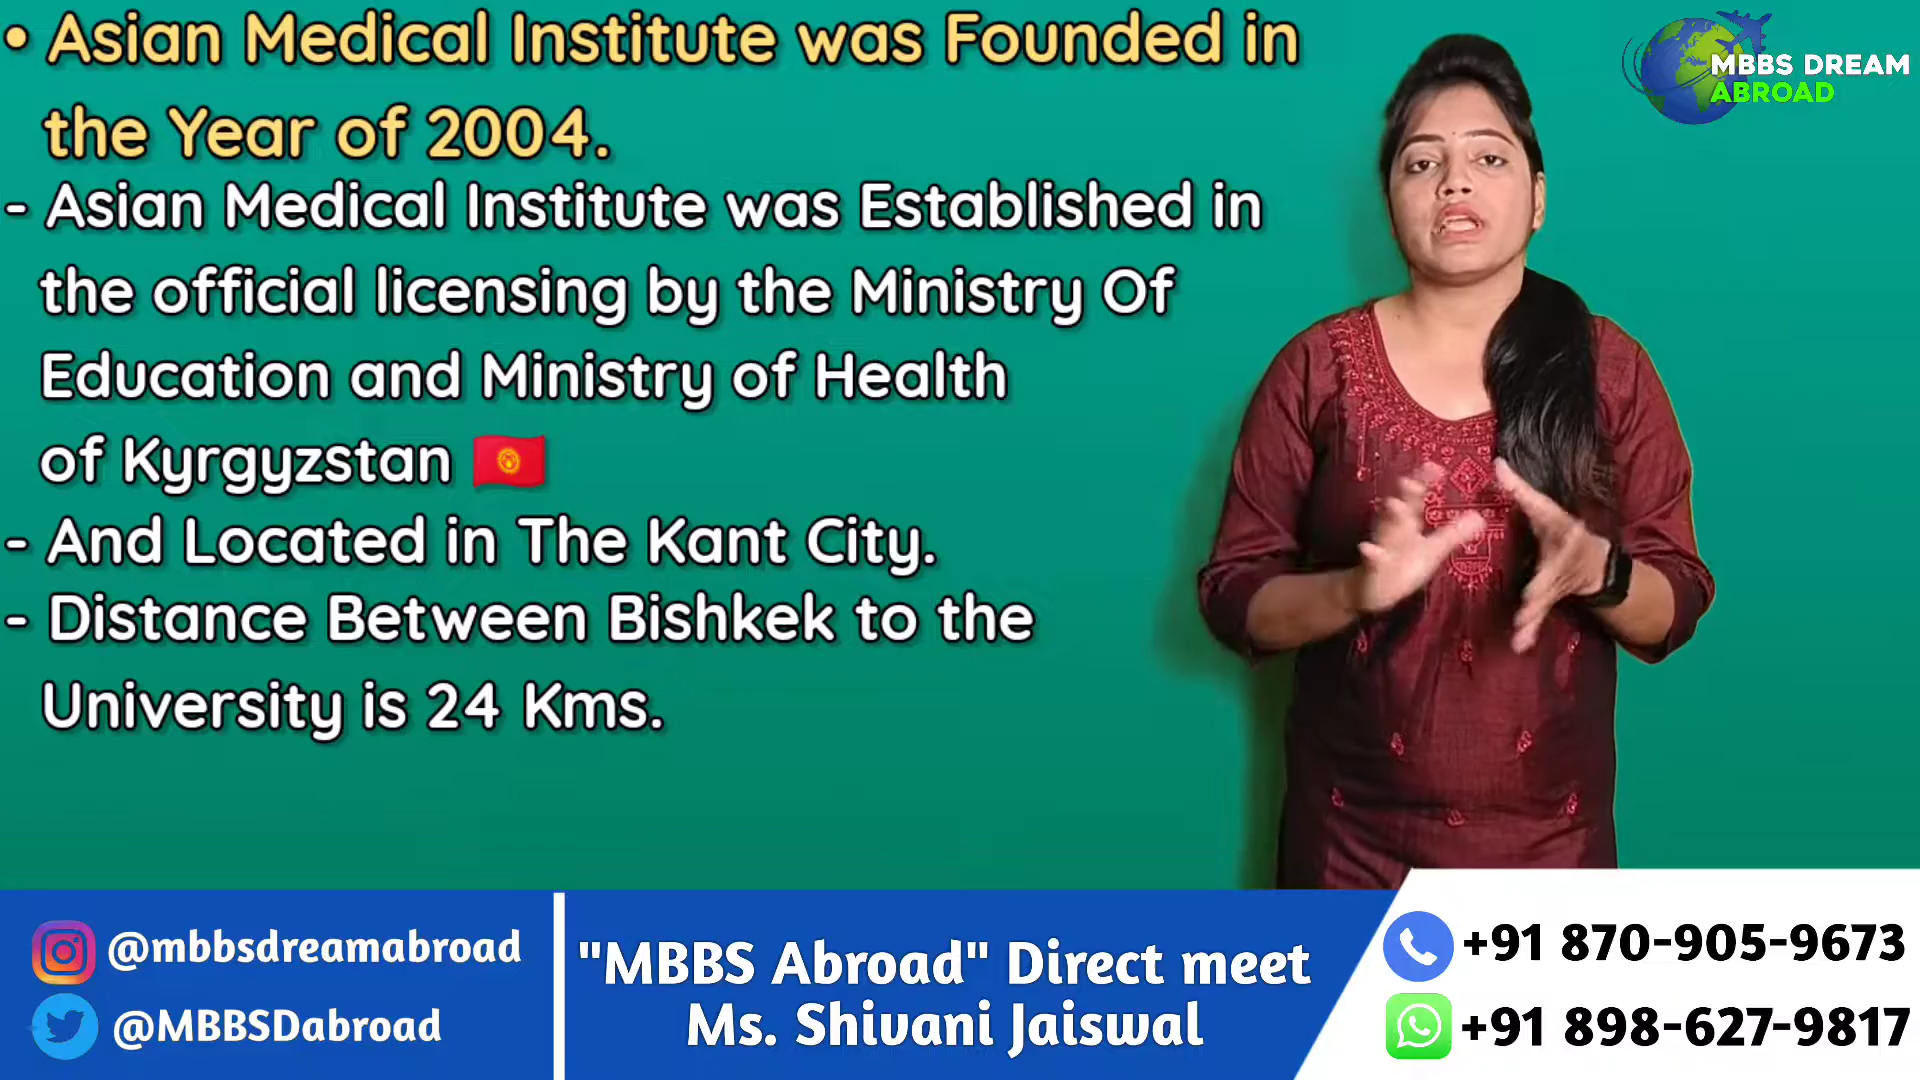 • Asian Medical Institute was Founded in
the Year of 2004.
- Asian Medical Institute was Established in
the official licensing by the Ministry Of
Education and Ministry of Health
of Kyrgyzstan
- And Located in The Kant City.
- Distance Between Bishkek to the
University is 24 Kms.
MBBS DREAM
ABROAD
@mbbsdreamabroad
@MBBSDabroad
"MBBS Abroad" Direct meet
Ms. Shivani Jaiswal
+91 870-905-9673
+91 898-627-9817